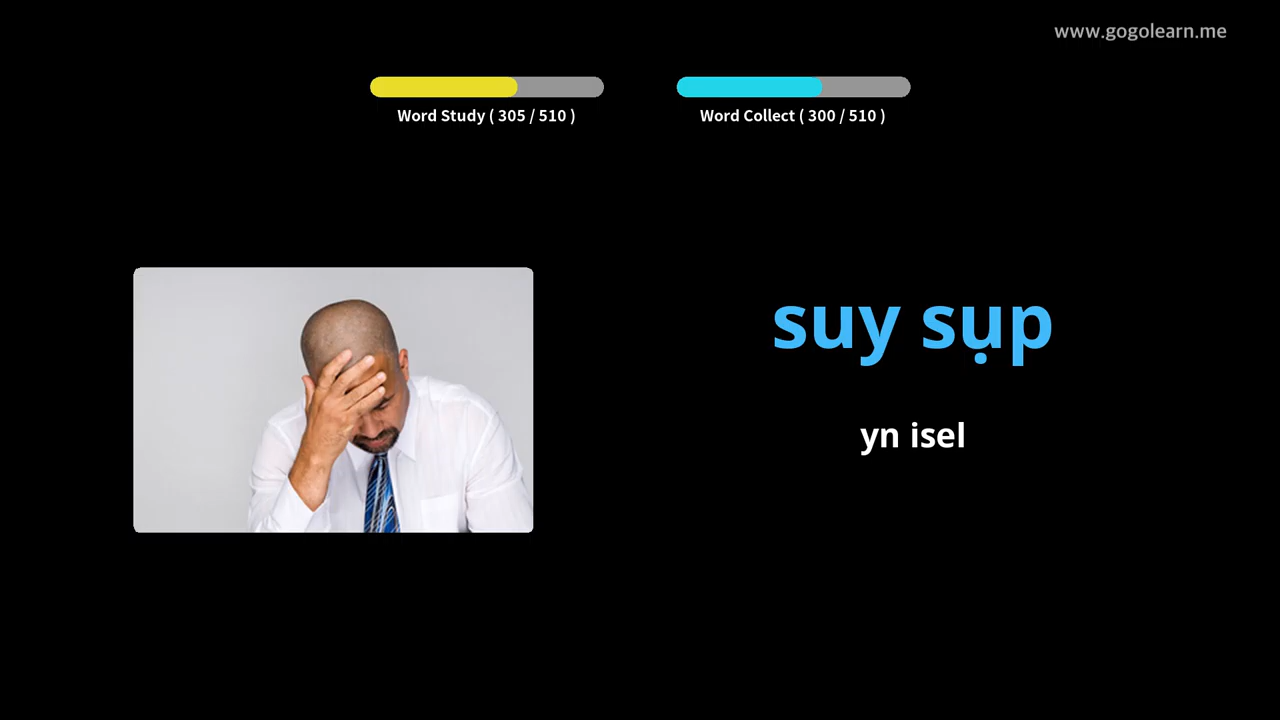 www.gogolearn.me
Word Study ( 305 / 510 )
Word Collect ( 300 / 510 )
suy sụp
yn isel